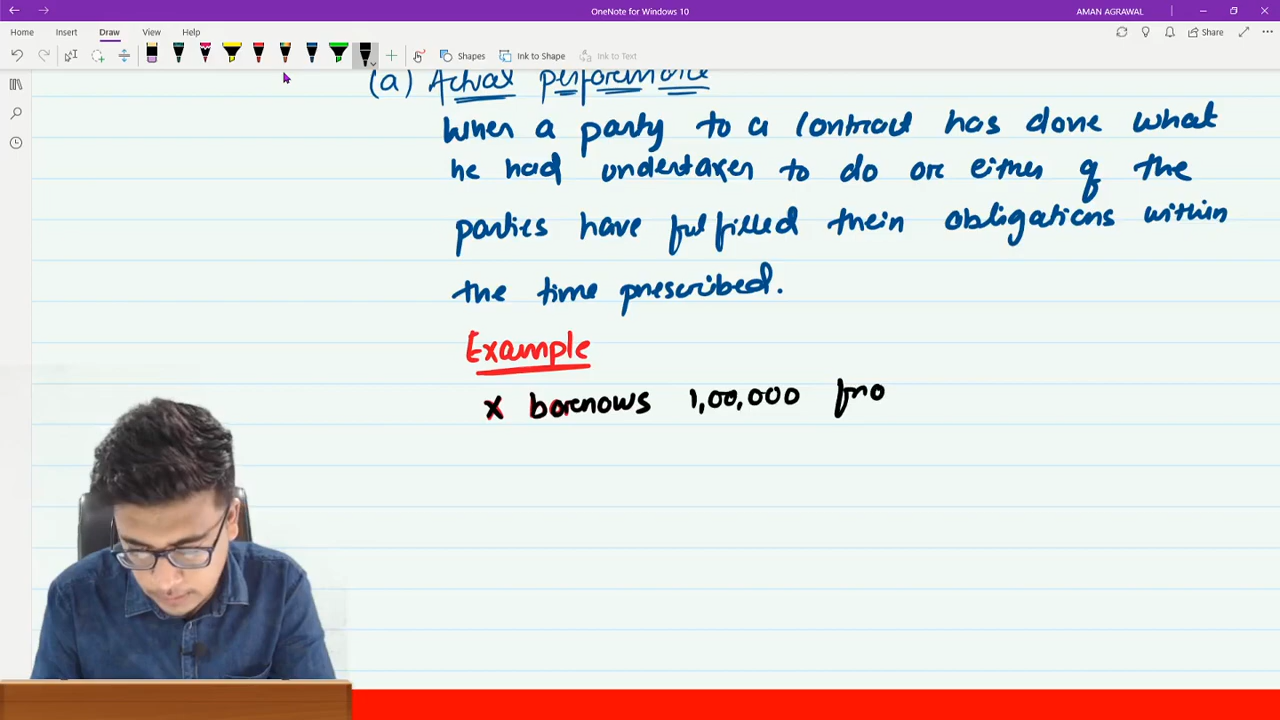 OneNote for Windows 10
AMAN AGRAWAL
Home Insert Draw View Help
Shapes Ink to Shape Ink to Text Share
(a) Actual performance
When a party to a contract has done what
he had undertaken to do or either of the
parties have fulfilled their obligations within
the time prescribed.
Example
X borrows 1,00,000 fro